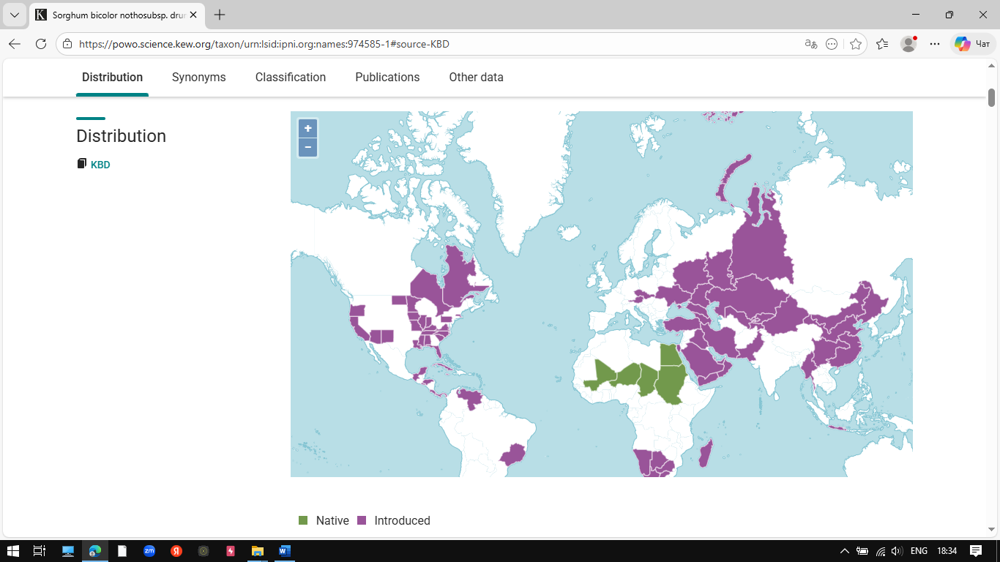 K Sorghum bicolor nothosubsp. dru
https://powo.science.kew.org/taxon/urn:lsid:ipni.org:names:974585-1#source-KBD
Чат
Distribution Synonyms Classification Publications Other data
Distribution
KBD
+
−
Native Introduced
zm Я W ENG 18:34